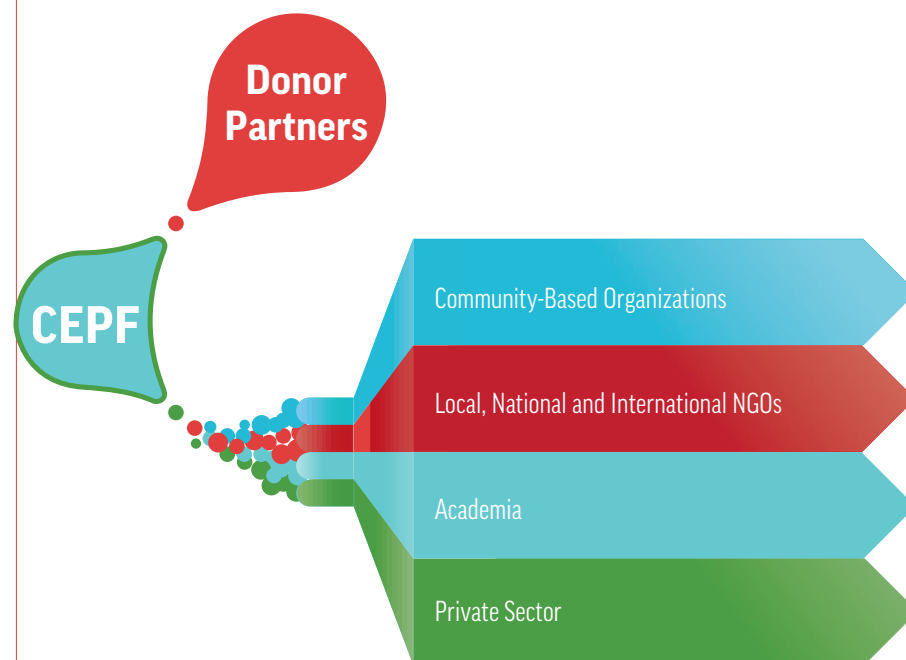 Donor
Partners
CEPF
Community-Based Organizations
Local, National and International NGOs
Academia
Private Sector